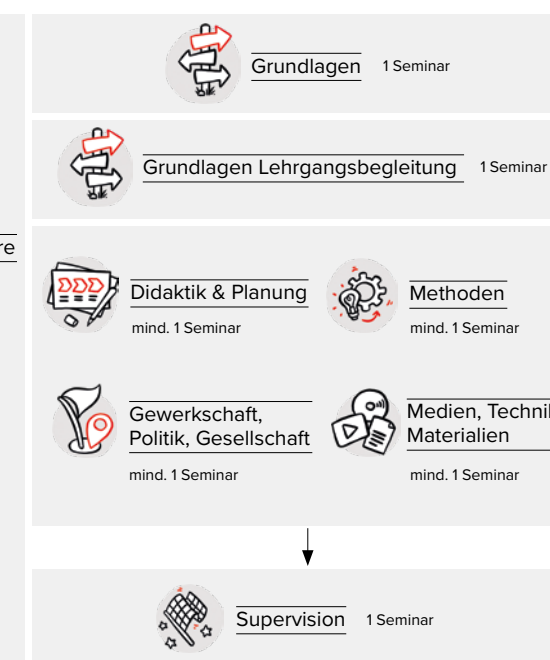 Grundlagen 1 Seminar
Grundlagen Lehrgangsbegleitung 1 Seminar
Didaktik & Planung
mind. 1 Seminar
Methoden
mind. 1 Seminar
Gewerkschaft,
Politik, Gesellschaft
mind. 1 Seminar
Medien,
Materialien
mind. 1 Seminar
Supervision 1 Seminar